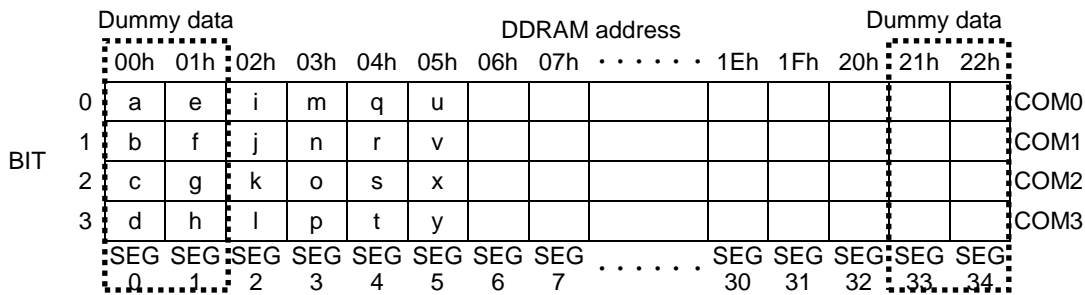 Dummy data DDRAM address Dummy data
00h 01h 02h 03h 04h 05h 06h 07h · · · · · · 1Eh 1Fh 20h 21h 22h
0 a e i m q u COM0
1 b f j n r v COM1
BIT
2 c g k o s x COM2
3 d h l p t y COM3
SEG SEG SEG SEG SEG SEG SEG SEG · · · · · · SEG SEG SEG SEG SEG
0 1 2 3 4 5 6 7 30 31 32 33 34